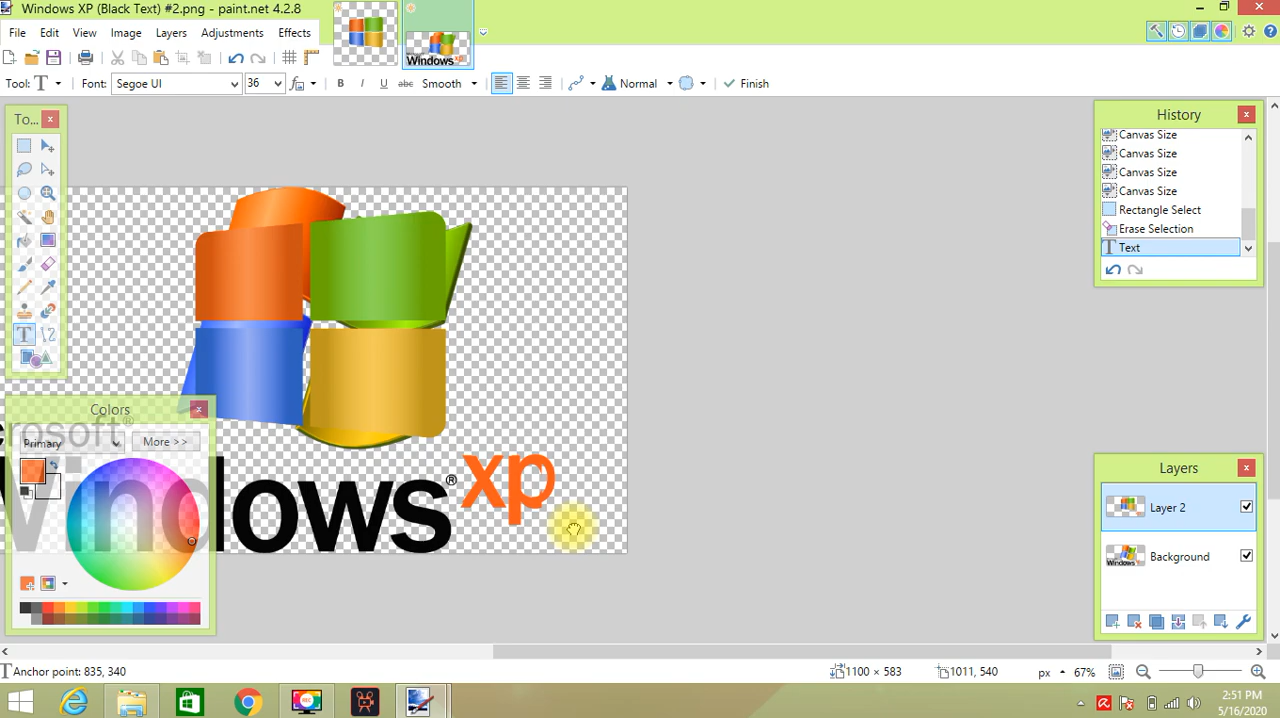 Windows XP (Black Text) #2.png - paint.net 4.2.8
File Edit View Image Layers Adjustments Effects
Tool: T Font: Segoe UI 36 fx B I U abc Smooth Normal Finish
To...
History
Canvas Size
Canvas Size
Canvas Size
Canvas Size
Rectangle Select
Erase Selection
Text
Colors
Primary More >>
crosoft®
Windows® xp
Layers
Layer 2
Background
Anchor point: 835, 340 1100 × 583 1011, 540 px 67%
2:51 PM
5/16/2020